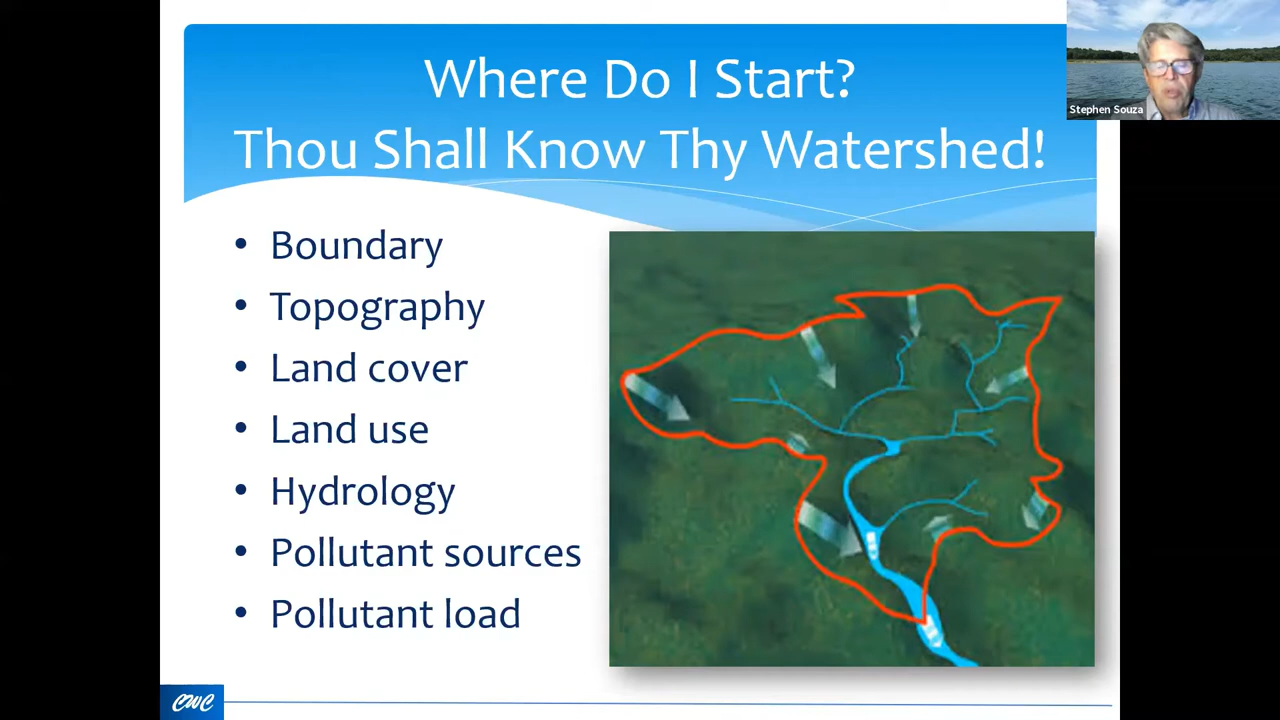 Where Do I Start?
Thou Shall Know Thy Watershed!
Stephen Souza
• Boundary
• Topography
• Land cover
• Land use
• Hydrology
• Pollutant sources
• Pollutant load
CWC